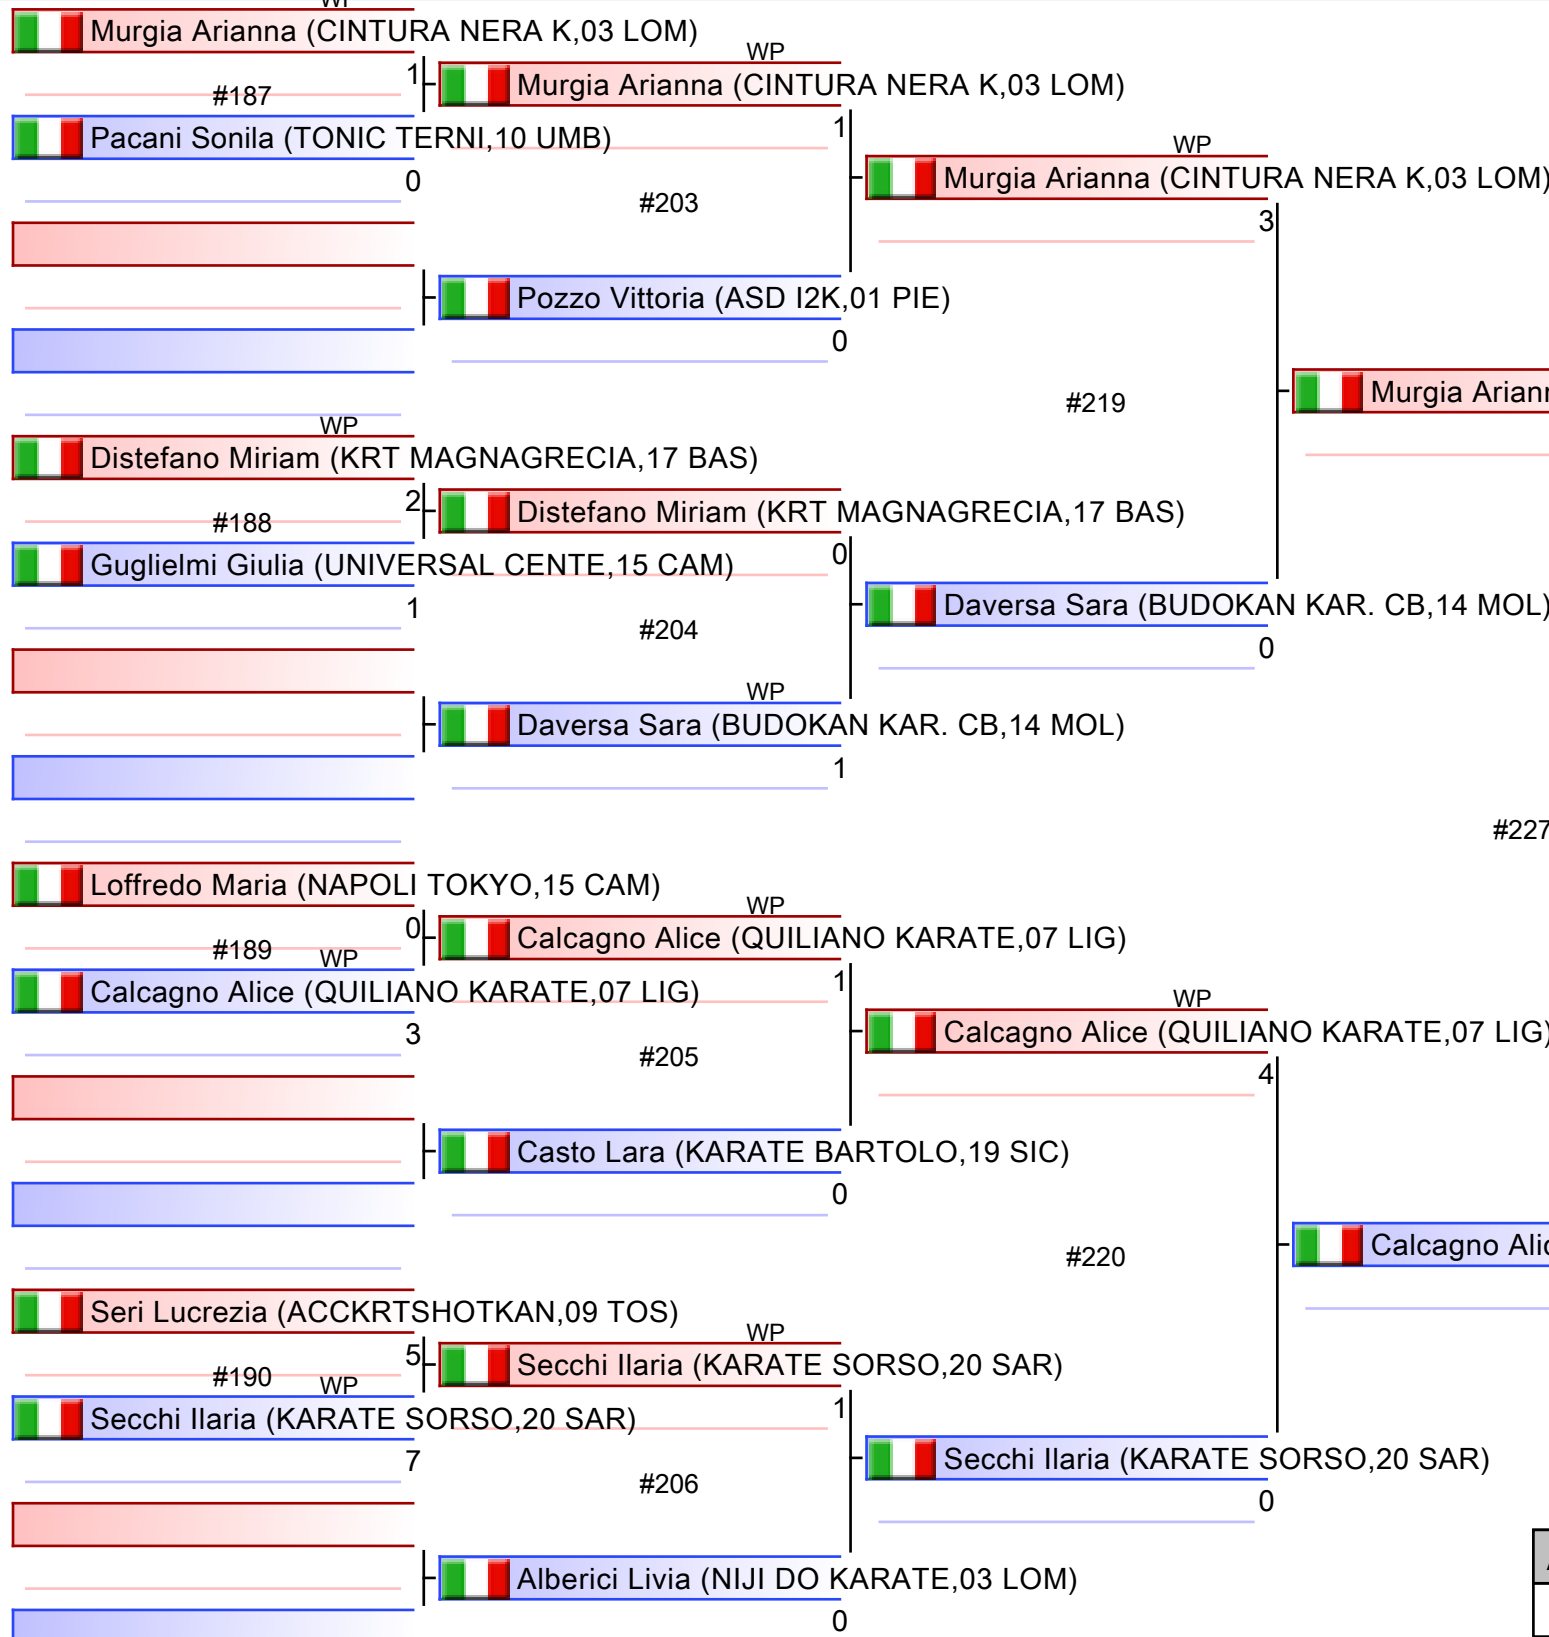 WP
Murgia Arianna (CINTURA NERA K,03 LOM)
1
#187
Pacani Sonila (TONIC TERNI,10 UMB)
0
WP
Distefano Miriam (KRT MAGNAGRECIA,17 BAS)
2
#188
Guglielmi Giulia (UNIVERSAL CENTE,15 CAM)
1
Loffredo Maria (NAPOLI TOKYO,15 CAM)
0
#189
WP
Calcagno Alice (QUILIANO KARATE,07 LIG)
3
Seri Lucrezia (ACCKRTSHOTKAN,09 TOS)
5
#190
WP
Secchi Ilaria (KARATE SORSO,20 SAR)
7
WP
Murgia Arianna (CINTURA NERA K,03 LOM)
1
#203
Pozzo Vittoria (ASD I2K,01 PIE)
0
Distefano Miriam (KRT MAGNAGRECIA,17 BAS)
0
#204
WP
Daversa Sara (BUDOKAN KAR. CB,14 MOL)
1
WP
Calcagno Alice (QUILIANO KARATE,07 LIG)
1
#205
Casto Lara (KARATE BARTOLO,19 SIC)
0
WP
Secchi Ilaria (KARATE SORSO,20 SAR)
1
#206
Alberici Livia (NIJI DO KARATE,03 LOM)
0
WP
Murgia Arianna (CINTURA NERA K,03 LOM)
3
#219
Daversa Sara (BUDOKAN KAR. CB,14 MOL)
0
WP
Calcagno Alice (QUILIANO KARATE,07 LIG)
4
#220
Secchi Ilaria (KARATE SORSO,20 SAR)
0
Murgia
#227
Calcagno